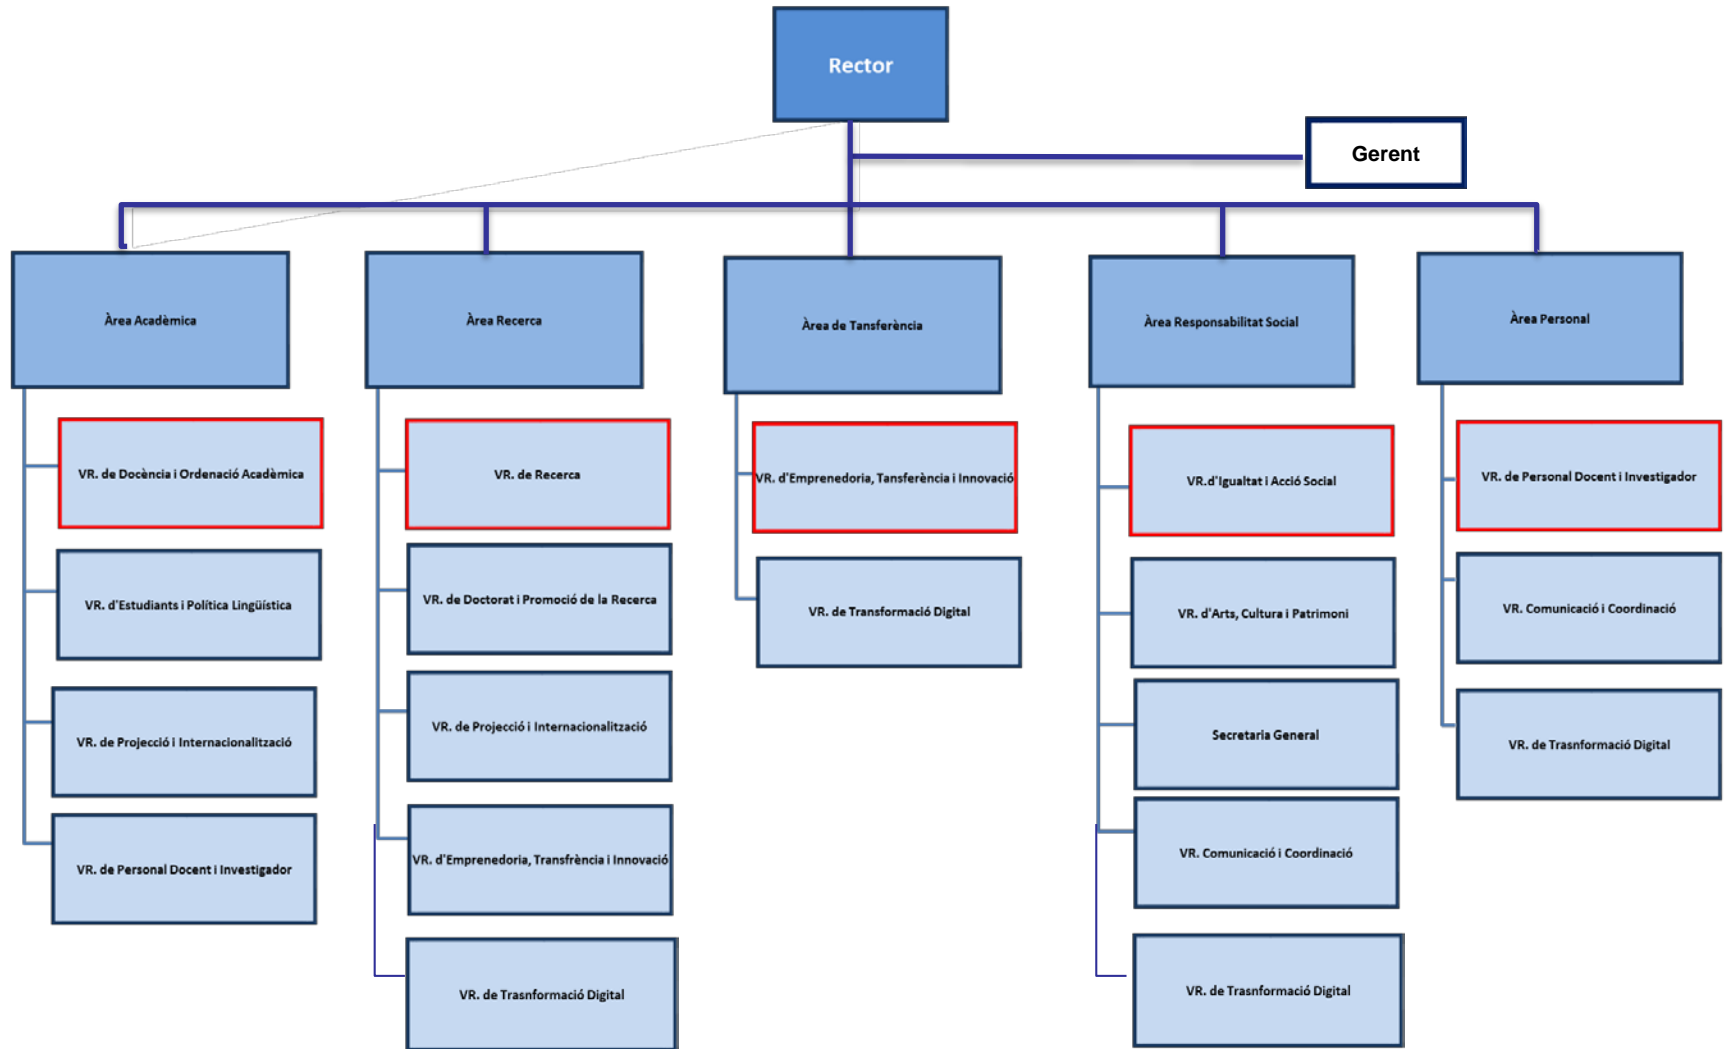 Rector
Gerent
Àrea Acadèmica
Àrea Recerca
Àrea de Tansferència
Àrea Responsabilitat Social
Àrea Personal
VR. de Docència i Ordenació Acadèmica
VR. de Recerca
VR. d'Emprenedoria, Tansferència i Innovació
VR.d'Igualtat i Acció Social
VR. de Personal Docent i Investigador
VR. d'Estudiants i Política Lingüística
VR. de Doctorat i Promoció de la Recerca
VR. de Transformació Digital
VR. d'Arts, Cultura i Patrimoni
VR. Comunicació i Coordinació
VR. de Projecció i Internacionalització
VR. de Projecció i Internacionalització
Secretaria General
VR. de Trasnformació Digital
VR. de Personal Docent i Investigador
VR. d'Emprenedoria, Transfrència i Innovació
VR. Comunicació i Coordinació
VR. de Trasnformació Digital
VR. de Trasnformació Digital